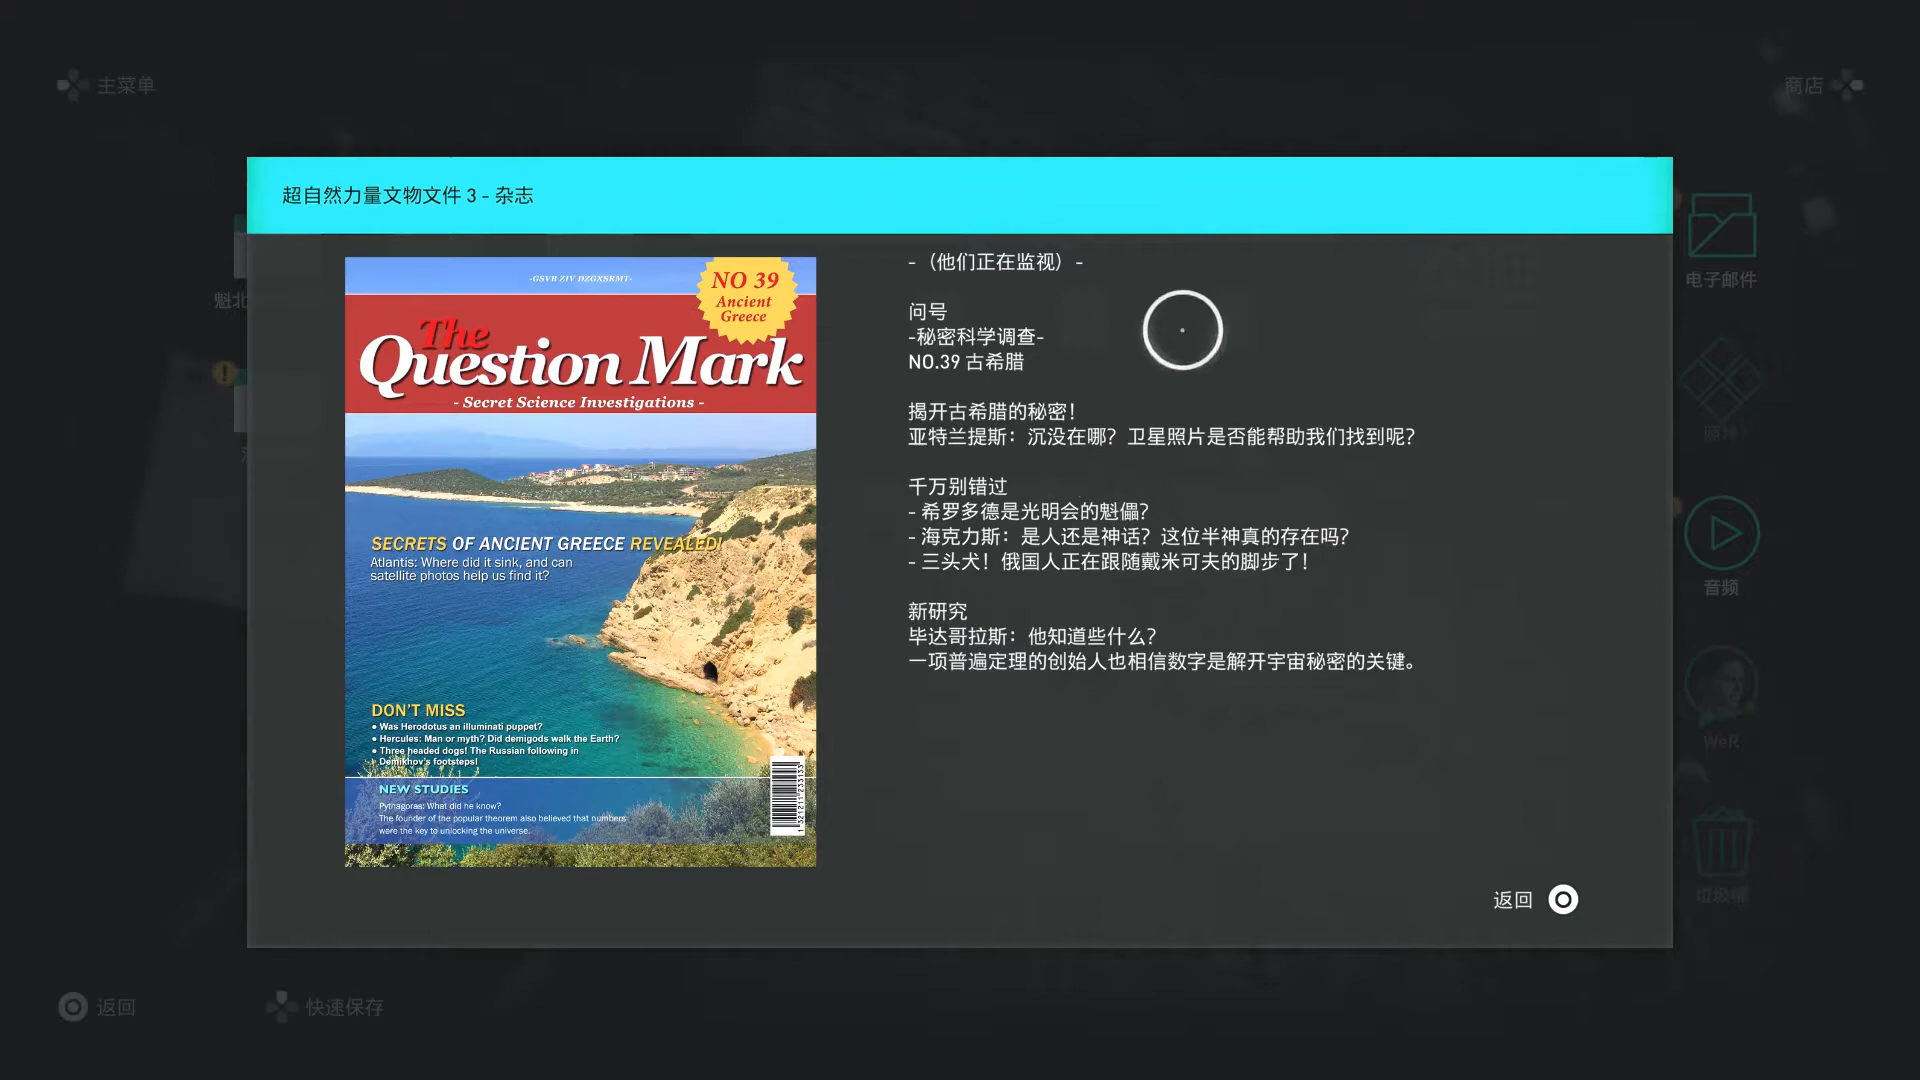 主菜单
商店
超自然力量文物文件 3 - 杂志
-GSVB ZIV DZGXSRMT-
NO 39
Ancient
Greece
The
Question Mark
- Secret Science Investigations -
SECRETS OF ANCIENT GREECE REVEALED!
Atlantis: Where did it sink, and can
satellite photos help us find it?
DON'T MISS
• Was Herodotus an illuminati puppet?
• Hercules: Man or myth? Did demigods walk the Earth?
• Three headed dogs! The Russian following in
• Demikhov's footsteps!
NEW STUDIES
Pythagoras: What did he know?
The founder of the popular theorem also believed that numbers
were the key to unlocking the universe.
-（他们正在监视）-
问号
-秘密科学调查-
NO.39 古希腊
揭开古希腊的秘密！
亚特兰提斯：沉没在哪？卫星照片是否能帮助我们找到呢？
千万别错过
- 希罗多德是光明会的魁儡？
- 海克力斯：是人还是神话？这位半神真的存在吗？
- 三头犬！俄国人正在跟随戴米可夫的脚步了！
新研究
毕达哥拉斯：他知道些什么？
一项普遍定理的创始人也相信数字是解开宇宙秘密的关键。
返回
魁北
电子邮件
音频
WeR
垃圾桶
返回
快速保存